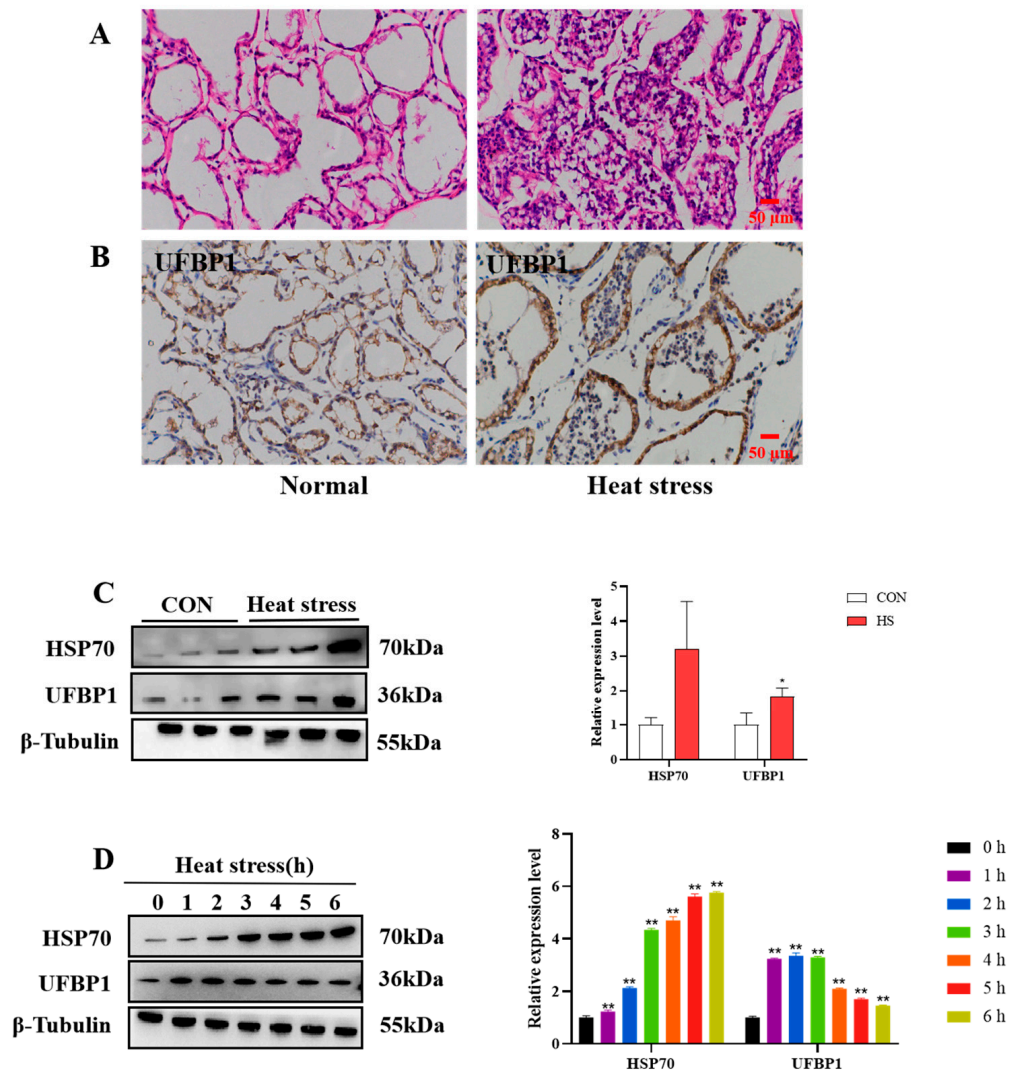 A
50 μm
B
UFBP1
UFBP1
50 μm
Normal
Heat stress
C
CON
Heat stress
HSP70
70kDa
UFBP1
36kDa
β-Tubulin
55kDa
Relative expression level
5
4
3
2
1
0
*
HSP70
UFBP1
CON
HS
D
Heat stress(h)
0 1 2 3 4 5 6
HSP70
70kDa
UFBP1
36kDa
β-Tubulin
55kDa
Relative expression level
8
6
4
2
0
** ** ** ** ** **
** ** ** ** ** **
HSP70
UFBP1
0 h
1 h
2 h
3 h
4 h
5 h
6 h